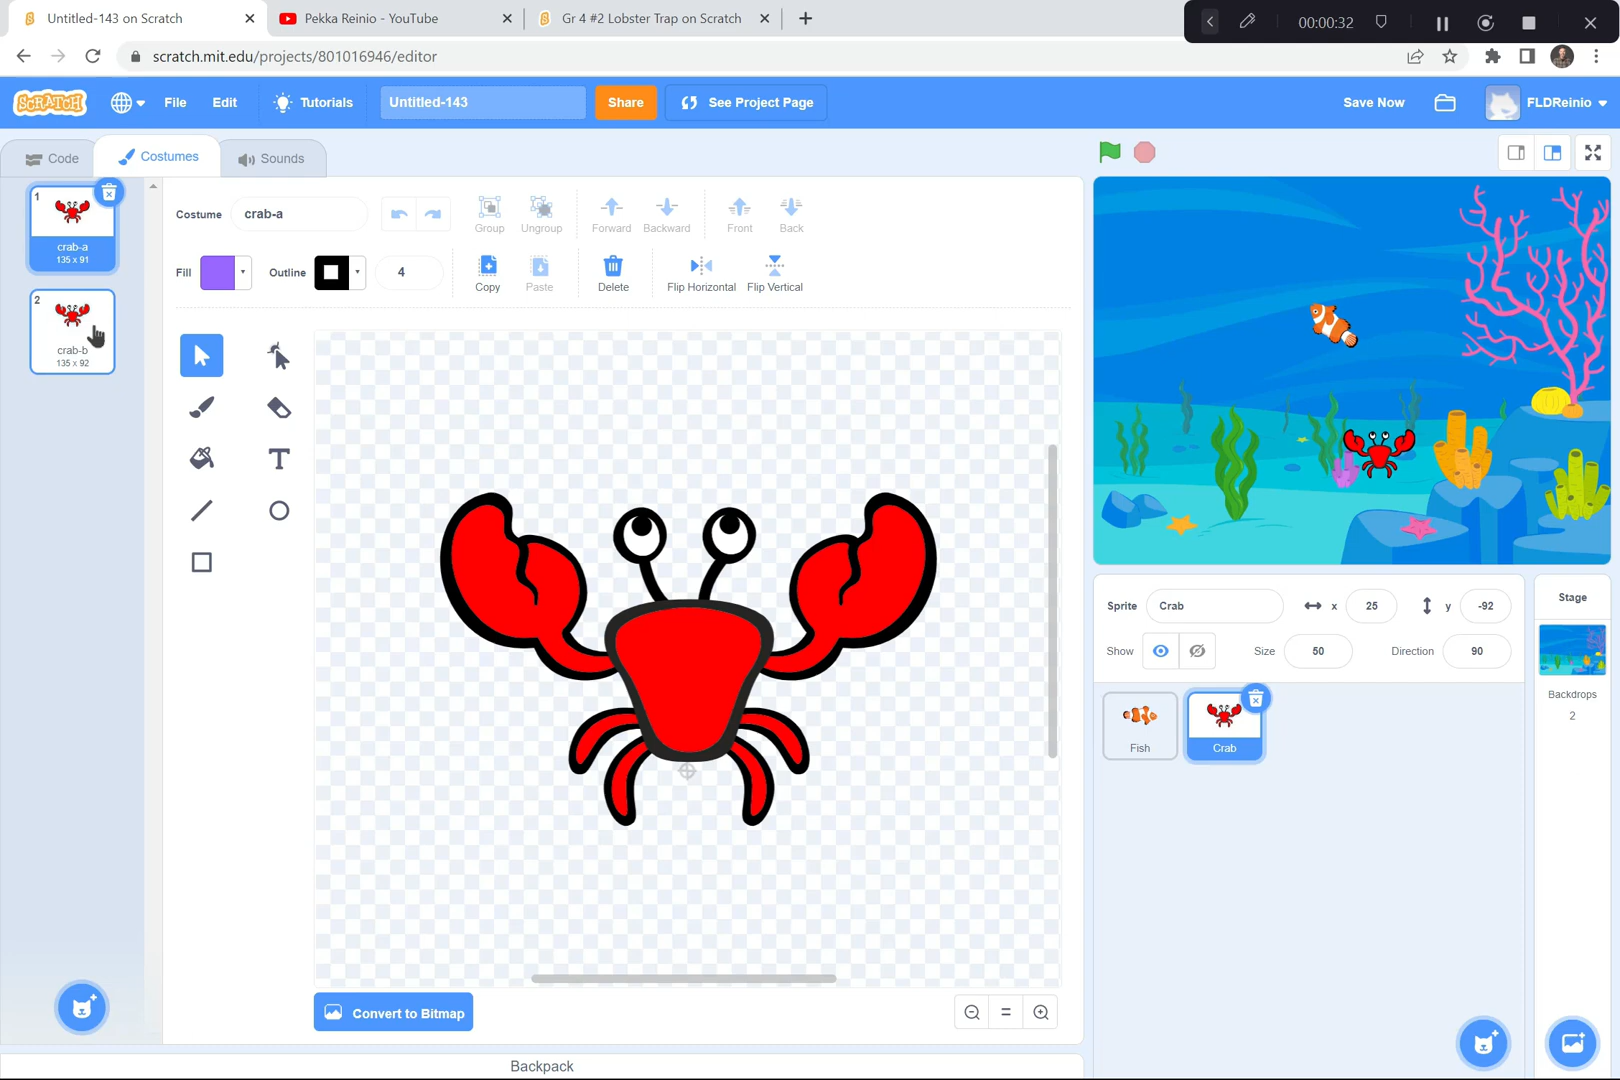 Untitled-143 on Scratch
Pekka Reinio - YouTube
Gr 4 #2 Lobster Trap on Scratch
00:00:32
scratch.mit.edu/projects/801016946/editor
SCRATCH
File
Edit
Tutorials
Untitled-143
Share
See Project Page
Save Now
FLDReinio
Code
Costumes
Sounds
1
crab-a
135 x 91
2
crab-b
135 x 92
Costume
crab-a
Group
Ungroup
Forward
Backward
Front
Back
Fill
Outline
4
Copy
Paste
Delete
Flip Horizontal
Flip Vertical
T
Convert to Bitmap
Backpack
Sprite
Crab
x
25
y
-92
Show
Size
50
Direction
90
Fish
Crab
Stage
Backdrops
2